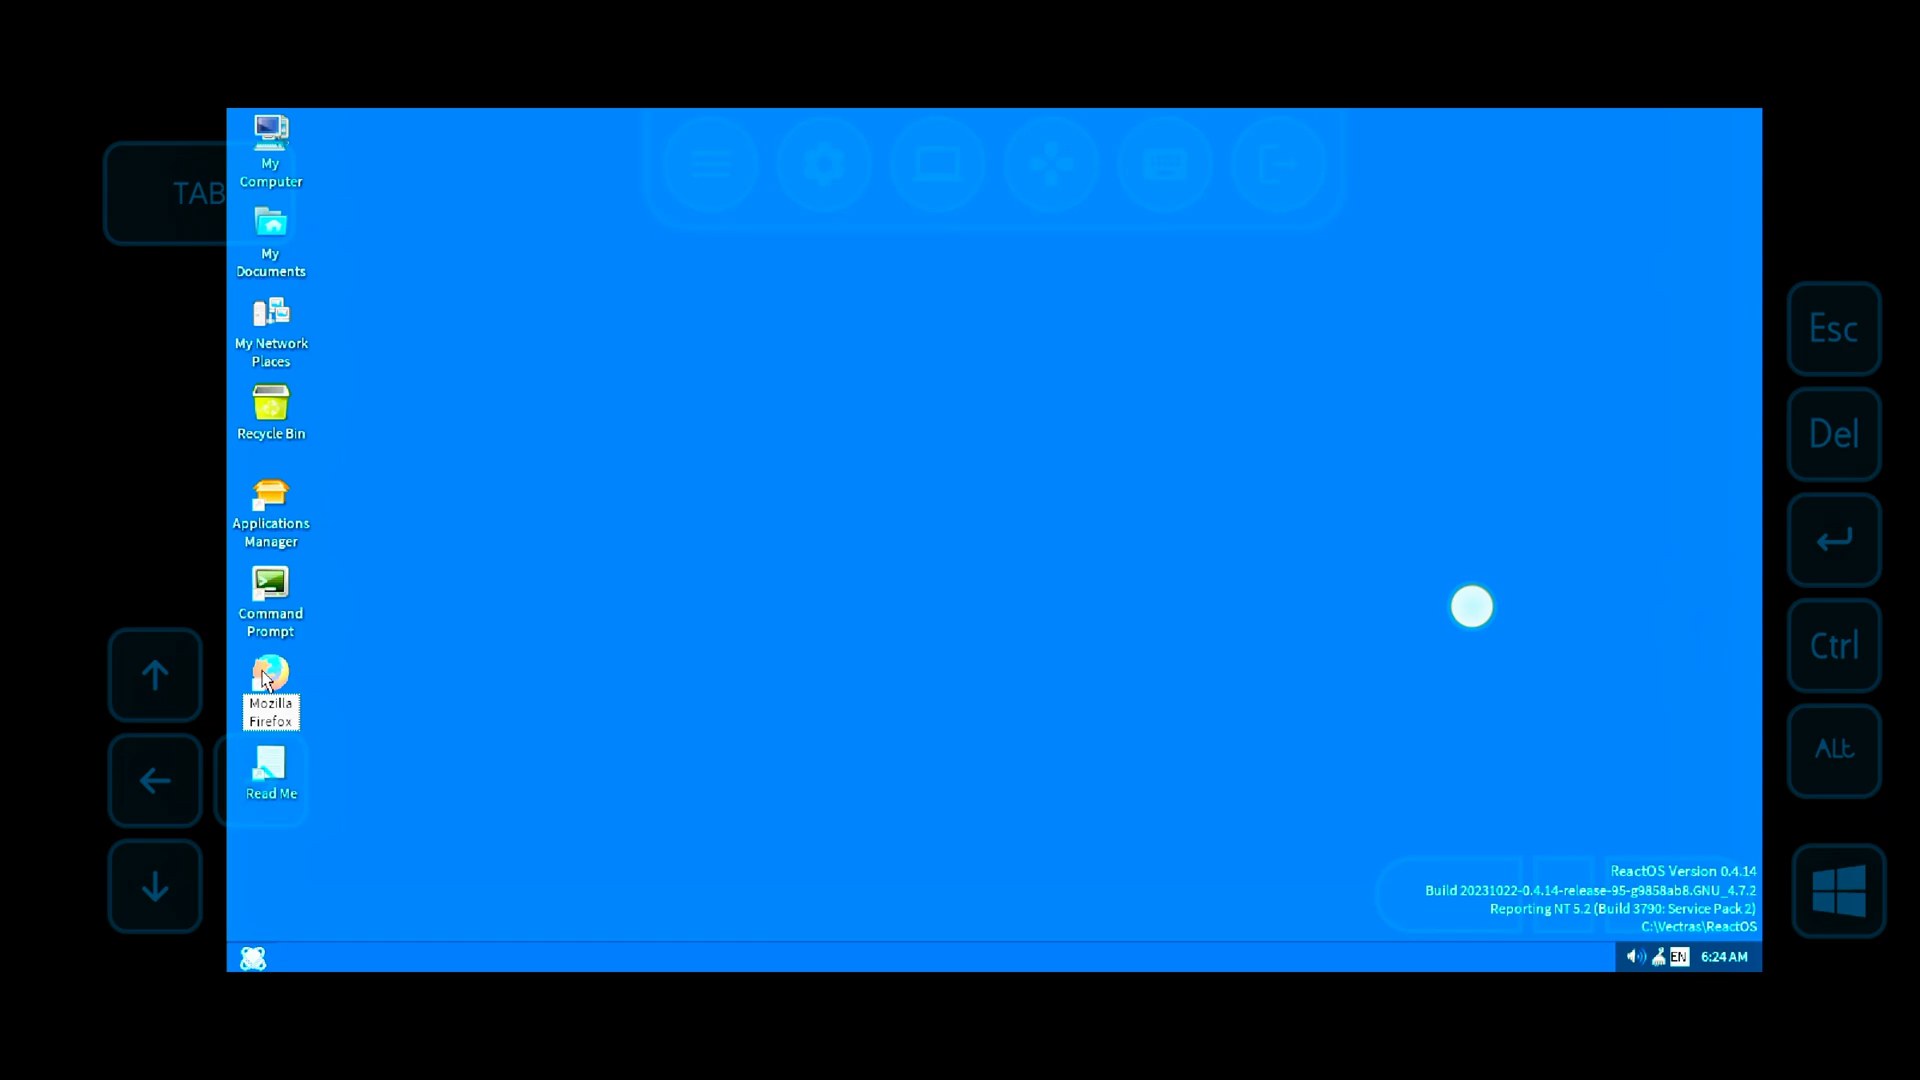 TAB
My
Computer
My
Documents
My Network
Places
Recycle Bin
Applications
Manager
Command
Prompt
Mozilla
Firefox
Read Me
Esc
Del
Ctrl
ALt
ReactOS Version 0.4.14
Build 20231022-0.4.14-release-95-g9858ab8.GNU_4.7.2
Reporting NT 5.2 (Build 3790: Service Pack 2)
C:\Vectras\ReactOS
EN 6:24 AM